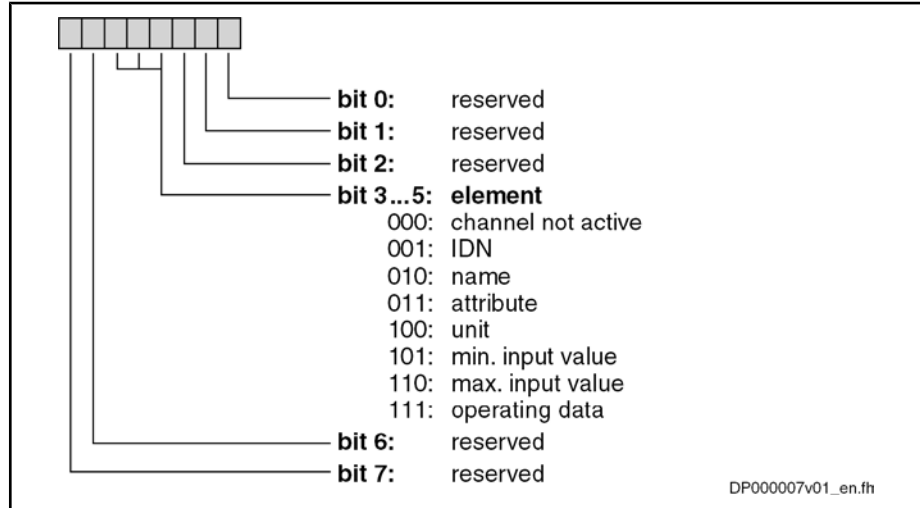 bit 0: reserved
bit 1: reserved
bit 2: reserved
bit 3...5: element
000: channel not active
001: IDN
010: name
011: attribute
100: unit
101: min. input value
110: max. input value
111: operating data
bit 6: reserved
bit 7: reserved
DP000007v01_en.fh